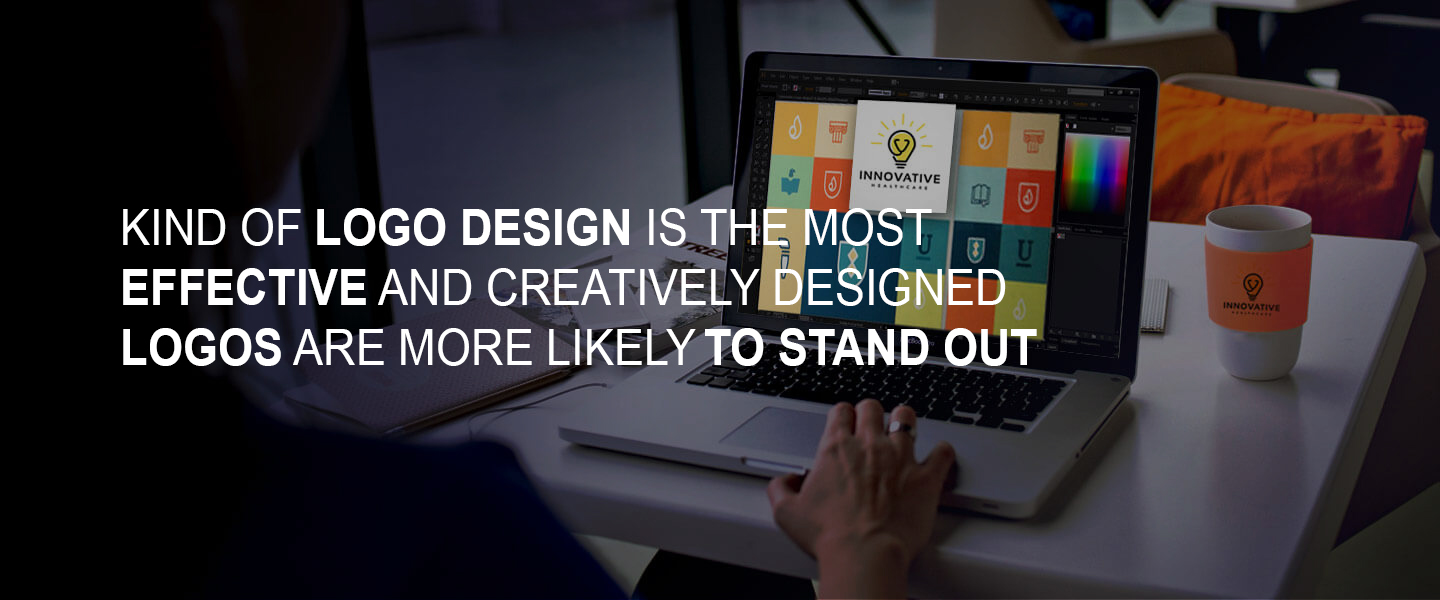 KIND OF LOGO DESIGN IS THE MOST
EFFECTIVE AND CREATIVELY DESIGNED
LOGOS ARE MORE LIKELY TO STAND OUT
INNOVATIVE
HEALTHCARE
U
U
INNOVATIVE
HEALTHCARE